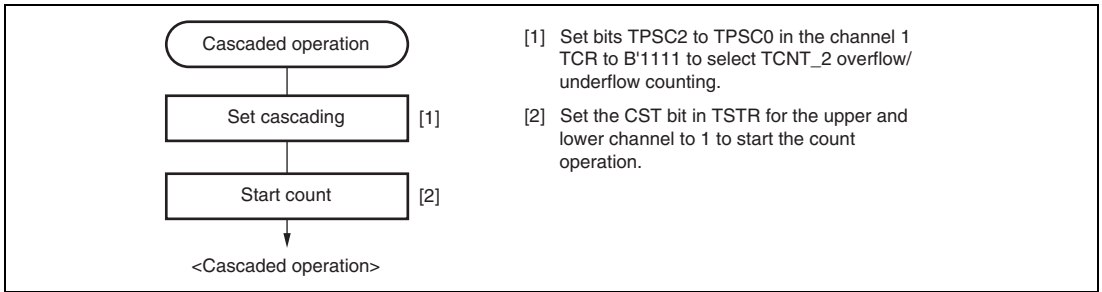 Cascaded operation
Set cascading
[1]
Start count
[2]
<Cascaded operation>
[1] Set bits TPSC2 to TPSC0 in the channel 1
TCR to B'1111 to select TCNT_2 overflow/
underflow counting.
[2] Set the CST bit in TSTR for the upper and
lower channel to 1 to start the count
operation.